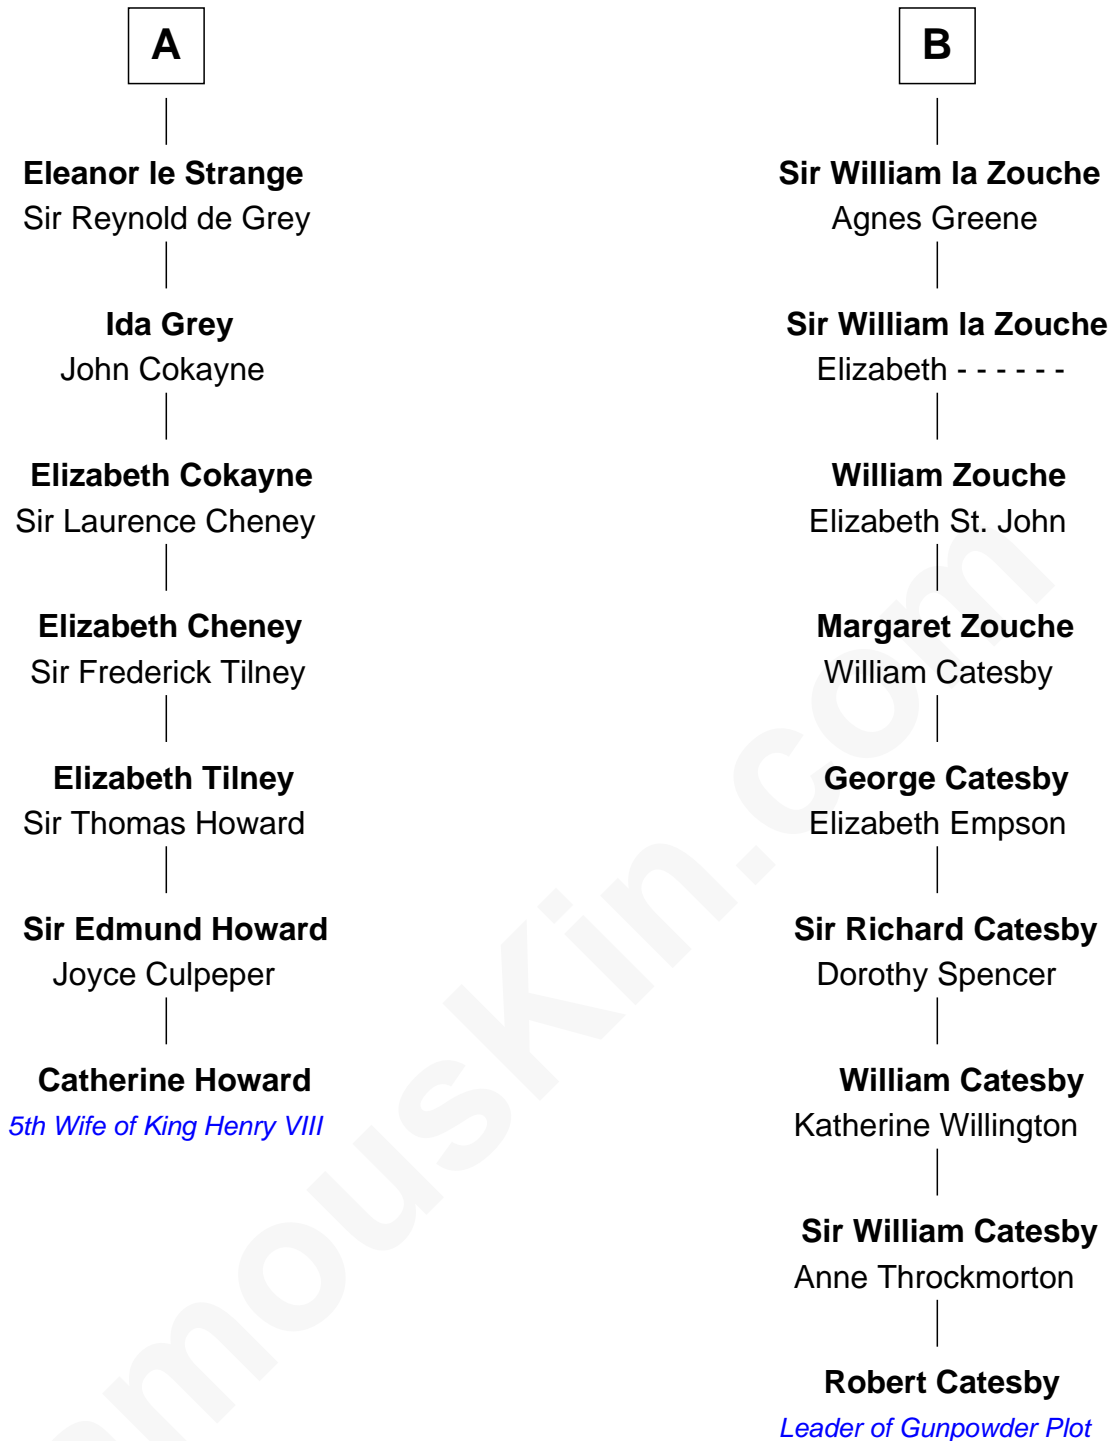 A
Eleanor le Strange
Sir Reynold de Grey
Ida Grey
John Cokayne
Elizabeth Cokayne
Sir Laurence Cheney
Elizabeth Cheney
Sir Frederick Tilney
Elizabeth Tilney
Sir Thomas Howard
Sir Edmund Howard
Joyce Culpeper
Catherine Howard
5th Wife of King Henry VIII
B
Sir William la Zouche
Agnes Greene
Sir William la Zouche
Elizabeth - - - - - -
William Zouche
Elizabeth St. John
Margaret Zouche
William Catesby
George Catesby
Elizabeth Empson
Sir Richard Catesby
Dorothy Spencer
William Catesby
Katherine Willington
Sir William Catesby
Anne Throckmorton
Robert Catesby
Leader of Gunpowder Plot
amouskin.com